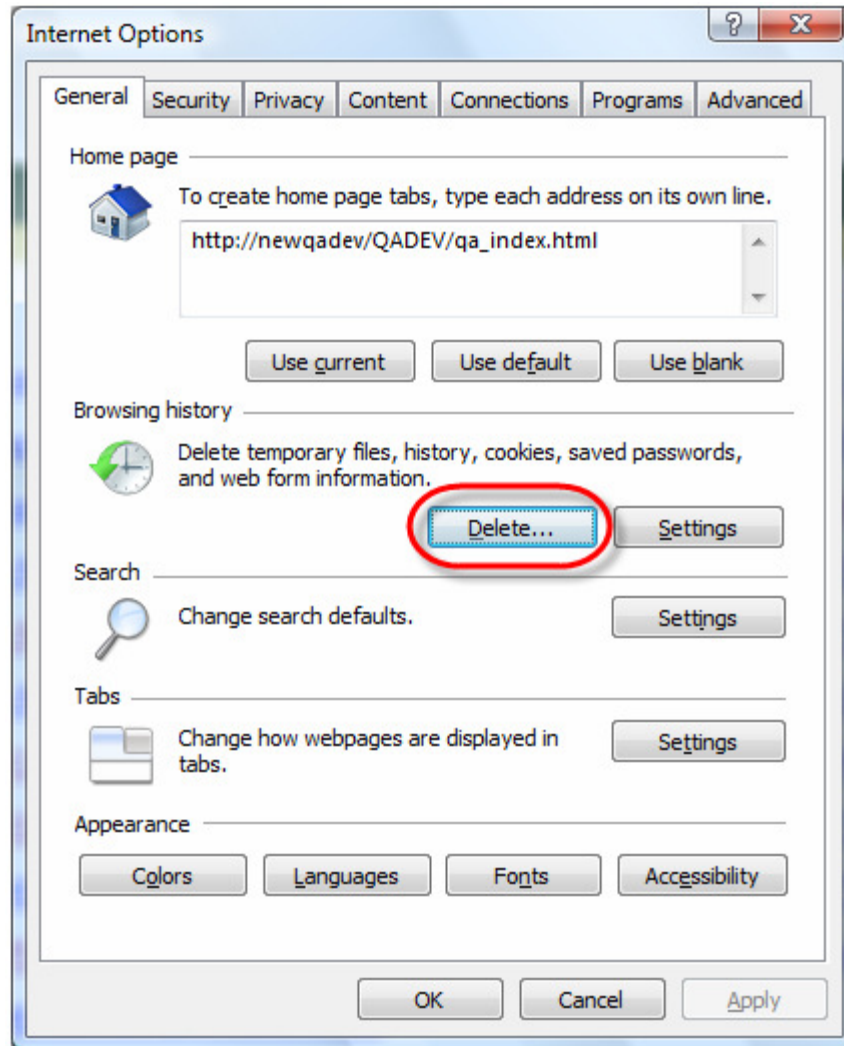 Internet Options
General Security Privacy Content Connections Programs Advanced
Home page
To create home page tabs, type each address on its own line.
http://newqadev/QADEV/qa_index.html
Use current Use default Use blank
Browsing history
Delete temporary files, history, cookies, saved passwords,
and web form information.
Delete... Settings
Search
Change search defaults. Settings
Tabs
Change how webpages are displayed in
tabs.
Settings
Appearance
Colors Languages Fonts Accessibility
OK Cancel Apply